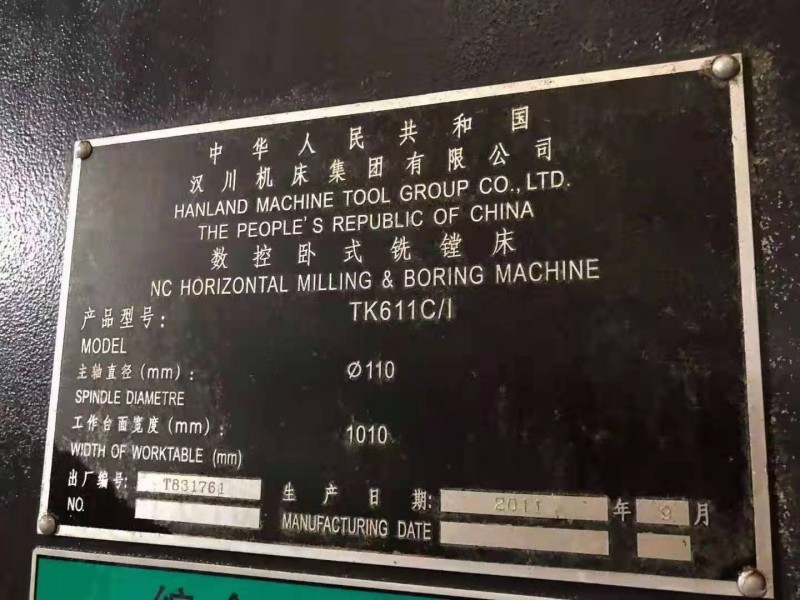 中华人民共和国
汉川机床集团有限公司
HANLAND MACHINE TOOL GROUP CO., LTD.
THE PEOPLE'S REPUBLIC OF CHINA
数控卧式铣镗床
NC HORIZONTAL MILLING & BORING MACHINE
产品型号: TK611C/I
MODEL
主轴直径(mm): Ø110
SPINDLE DIAMETRE
工作台面宽度(mm): 1010
WIDTH OF WORKTABLE (mm)
出厂编号: T831761 生产日期: 2011 年 9 月
NO. MANUFACTURING DATE